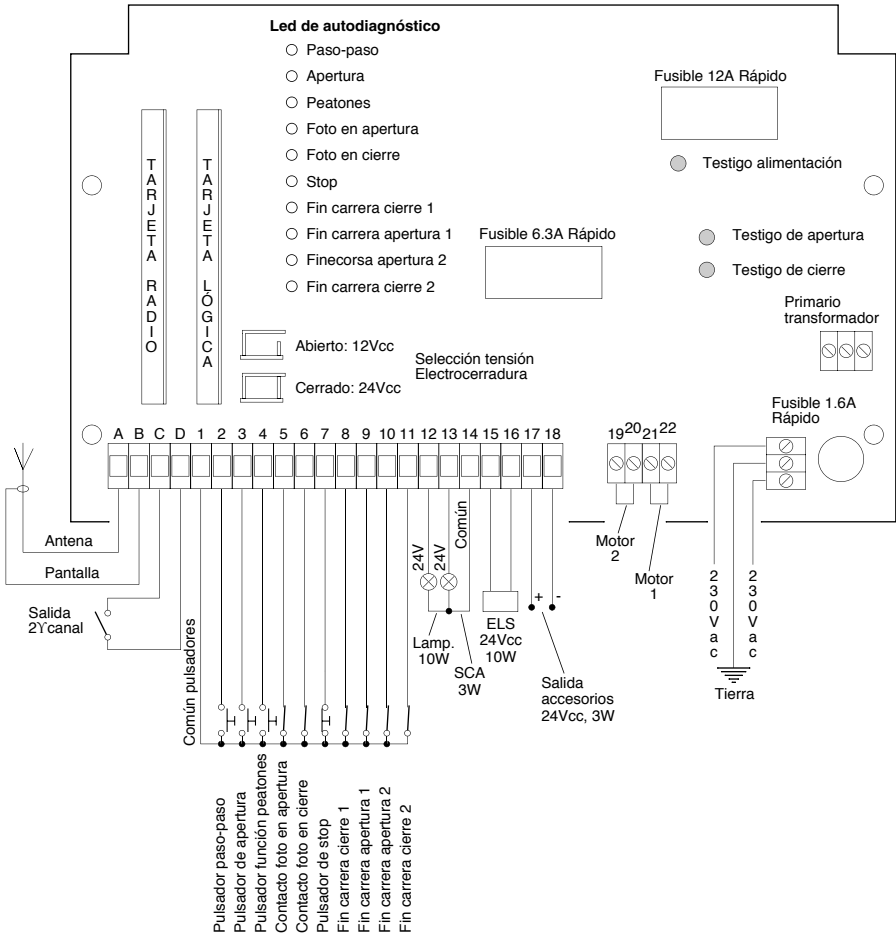 Led de autodiagnóstico
Paso-paso
Apertura
Peatones
Foto en apertura
Foto en cierre
Stop
Fin carrera cierre 1
Fin carrera apertura 1
Finecorsa apertura 2
Fin carrera cierre 2
Fusible 12A Rápido
Testigo alimentación
Fusible 6.3A Rápido
Testigo de apertura
Testigo de cierre
TARJETA RADIO
TARJETA LÓGICA
Primario
transformador
Abierto: 12Vcc
Cerrado: 24Vcc
Selección tensión
Electrocerradura
Fusible 1.6A
Rápido
A B C D 1 2 3 4 5 6 7 8 9 10 11 12 13 14 15 16 17 18
19 20 21 22
Antena
Pantalla
Salida
2ϒcanal
Común pulsadores
24V
24V
Común
Lamp.
10W
SCA
3W
ELS
24Vcc
10W
+ -
Salida
accesorios
24Vcc, 3W
Motor
2
Motor
1
230Vac
230Vac
Tierra
Pulsador paso-paso
Pulsador de apertura
Pulsador función peatones
Contacto foto en apertura
Contacto foto en cierre
Pulsador de stop
Fin carrera cierre 1
Fin carrera apertura 1
Fin carrera apertura 2
Fin carrera cierre 2